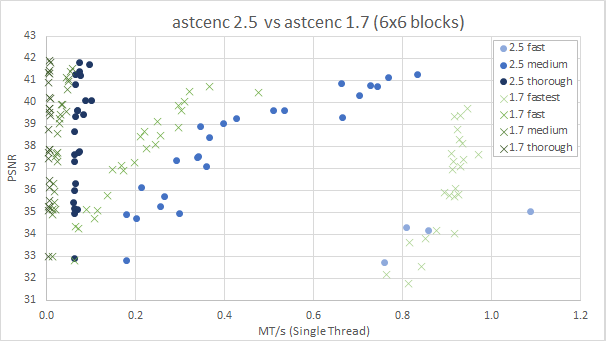 astcenc 2.5 vs astcenc 1.7 (6x6 blocks)
43
42
41
40
39
38
37
36
35
34
33
32
31
PSNR
2.5 fast
2.5 medium
2.5 thorough
1.7 fastest
1.7 fast
1.7 medium
1.7 thorough
0.0 0.2 0.4 0.6 0.8 1.0 1.2
MT/s (Single Thread)